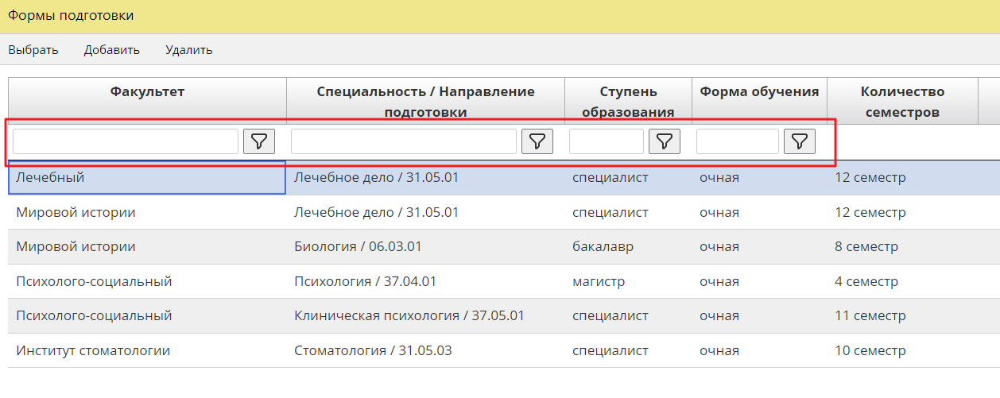 Формы подготовки
Выбрать Добавить Удалить
Факультет Специальность / Направление подготовки Ступень образования Форма обучения Количество семестров
Лечебный Лечебное дело / 31.05.01 специалист очная 12 семестр
Мировой истории Лечебное дело / 31.05.01 специалист очная 12 семестр
Мировой истории Биология / 06.03.01 бакалавр очная 8 семестр
Психолого-социальный Психология / 37.04.01 магистр очная 4 семестр
Психолого-социальный Клиническая психология / 37.05.01 специалист очная 11 семестр
Институт стоматологии Стоматология / 31.05.03 специалист очная 10 семестр